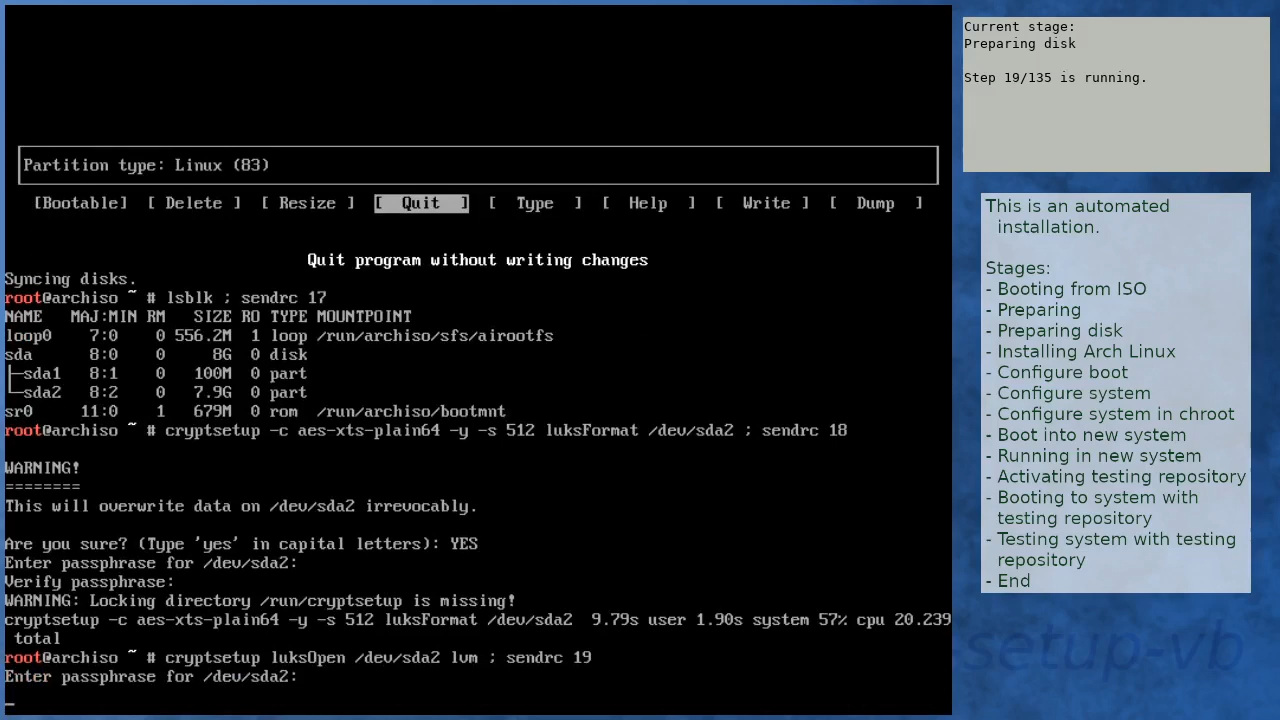 Partition type: Linux (83)
[Bootable] [ Delete ] [ Resize ] [ Quit ] [ Type ] [ Help ] [ Write ] [ Dump ]
Quit program without writing changes
Syncing disks.
root@archiso ~ # lsblk ; sendrc 17
NAME   MAJ:MIN RM   SIZE RO TYPE MOUNTPOINT
loop0    7:0    0 556.2M  1 loop /run/archiso/sfs/airootfs
sda      8:0    0     8G  0 disk
├─sda1   8:1    0   100M  0 part
└─sda2   8:2    0   7.9G  0 part
sr0     11:0    1   679M  0 rom  /run/archiso/bootmnt
root@archiso ~ # cryptsetup -c aes-xts-plain64 -y -s 512 luksFormat /dev/sda2 ; sendrc 18
WARNING!
========
This will overwrite data on /dev/sda2 irrevocably.
Are you sure? (Type 'yes' in capital letters): YES
Enter passphrase for /dev/sda2:
Verify passphrase:
WARNING: Locking directory /run/cryptsetup is missing!
cryptsetup -c aes-xts-plain64 -y -s 512 luksFormat /dev/sda2  9.79s user 1.90s system 57% cpu 20.239
total
root@archiso ~ # cryptsetup luksOpen /dev/sda2 lvm ; sendrc 19
Enter passphrase for /dev/sda2:
Current stage:
Preparing disk
Step 19/135 is running.
This is an automated
installation.
Stages:
- Booting from ISO
- Preparing
- Preparing disk
- Installing Arch Linux
- Configure boot
- Configure system
- Configure system in chroot
- Boot into new system
- Running in new system
- Activating testing repository
- Booting to system with
testing repository
- Testing system with testing
repository
- End
-setup-vb